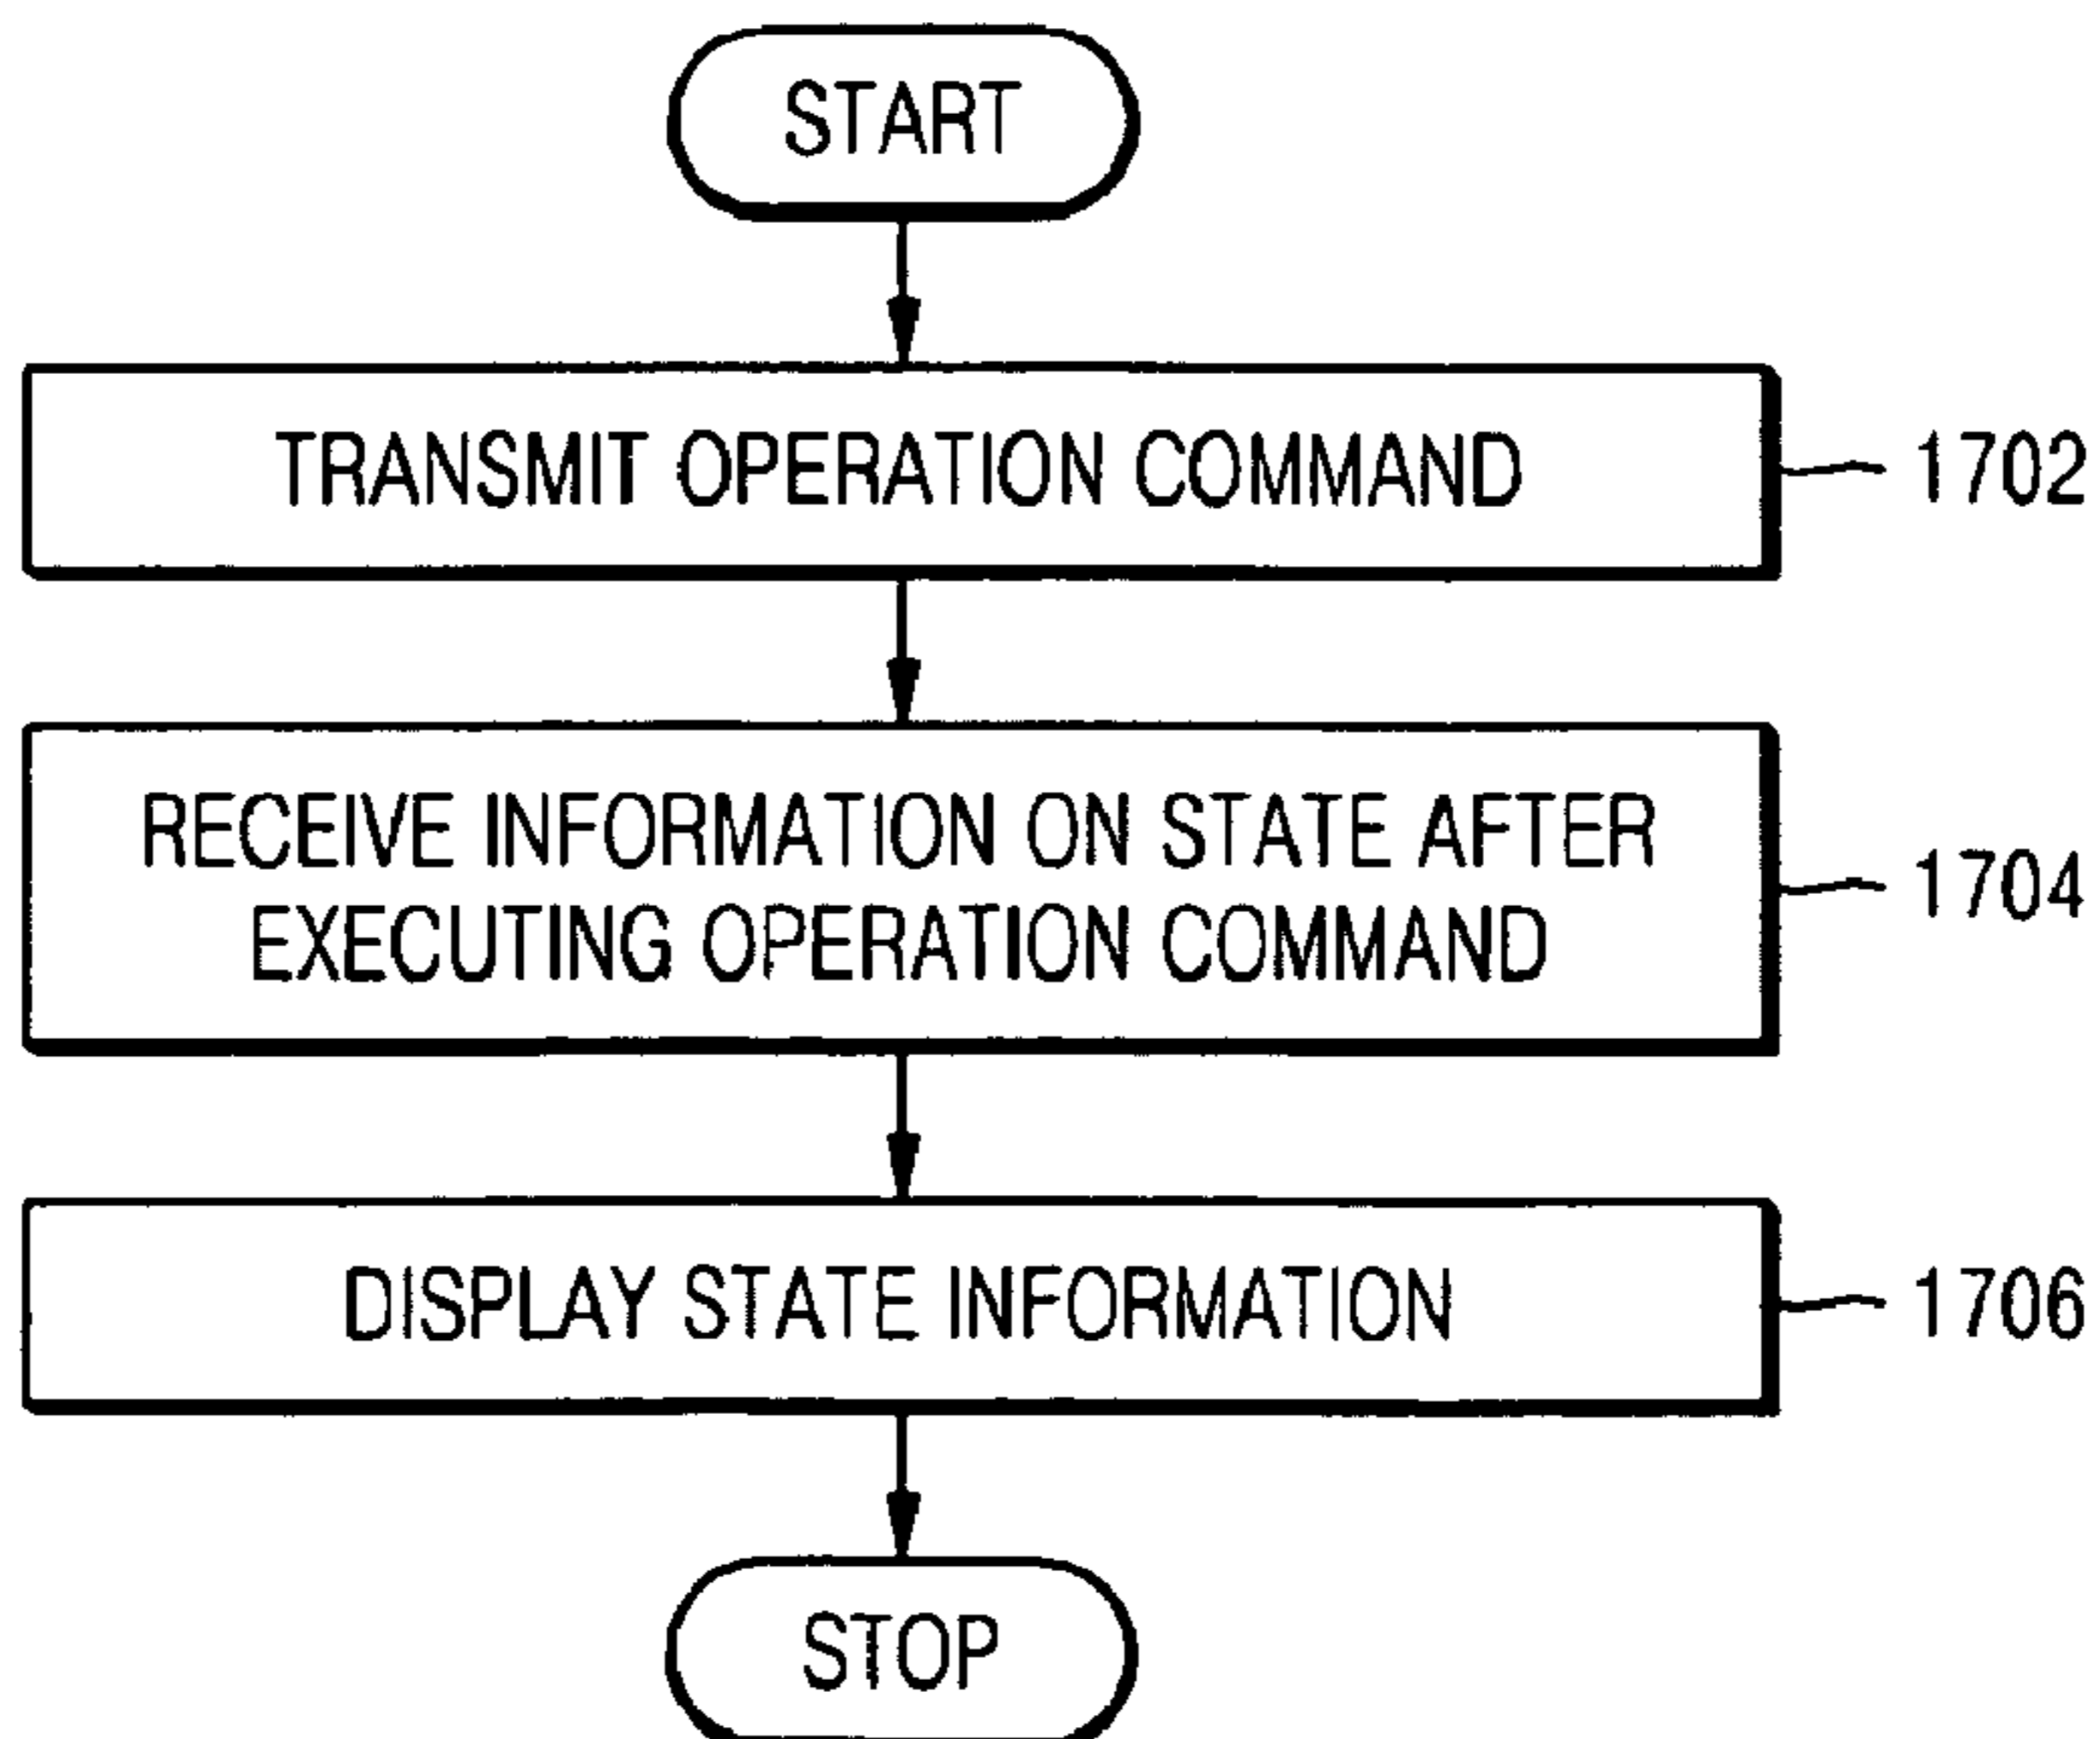 START
TRANSMIT OPERATION COMMAND
1702
RECEIVE INFORMATION ON STATE AFTER
EXECUTING OPERATION COMMAND
1704
DISPLAY STATE INFORMATION
1706
STOP